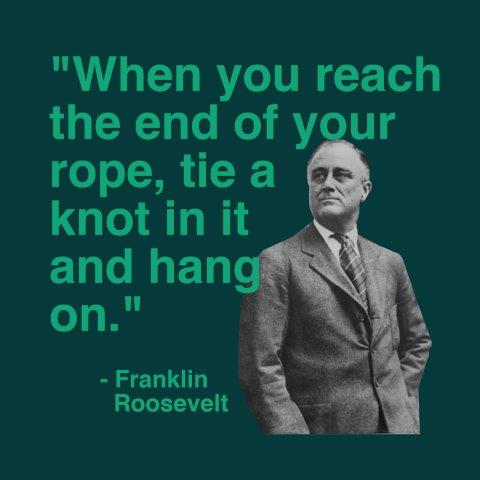 "When you reach
the end of your
rope, tie a
knot in it
and hang
on."
- Franklin
Roosevelt